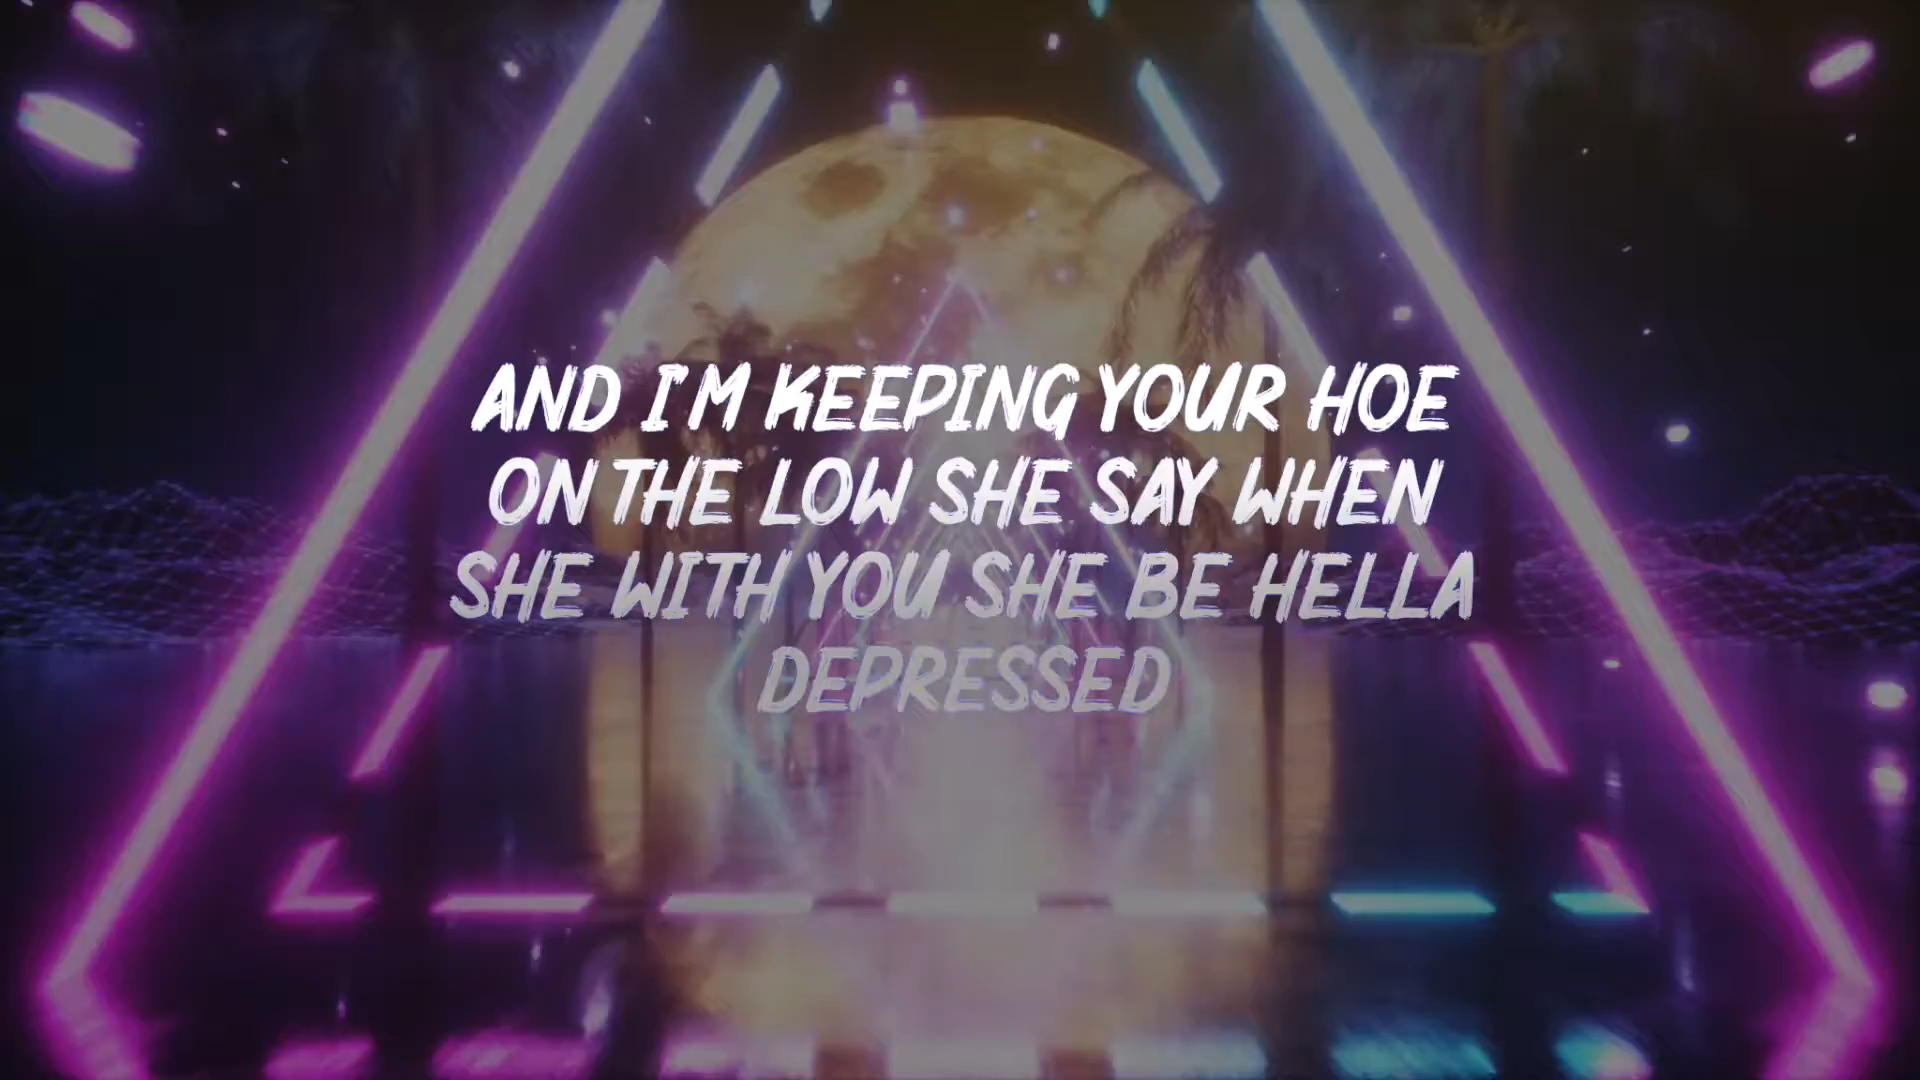 AND I'M KEEPING YOUR HOE
ON THE LOW SHE SAY WHEN
SHE WITH YOU SHE BE HELLA
DEPRESSED